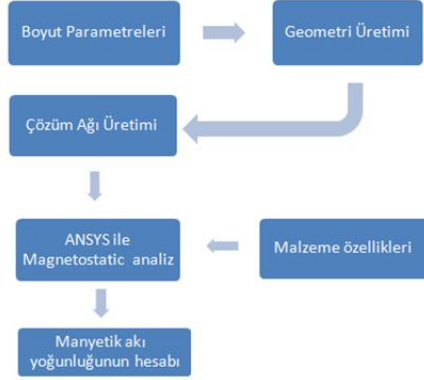 Boyut Parametreleri
Geometri Üretimi
Çözüm Ağı Üretimi
ANSYS ile
Magnetostatic analiz
Malzeme özellikleri
Manyetik akı
yoğunluğunun hesabı